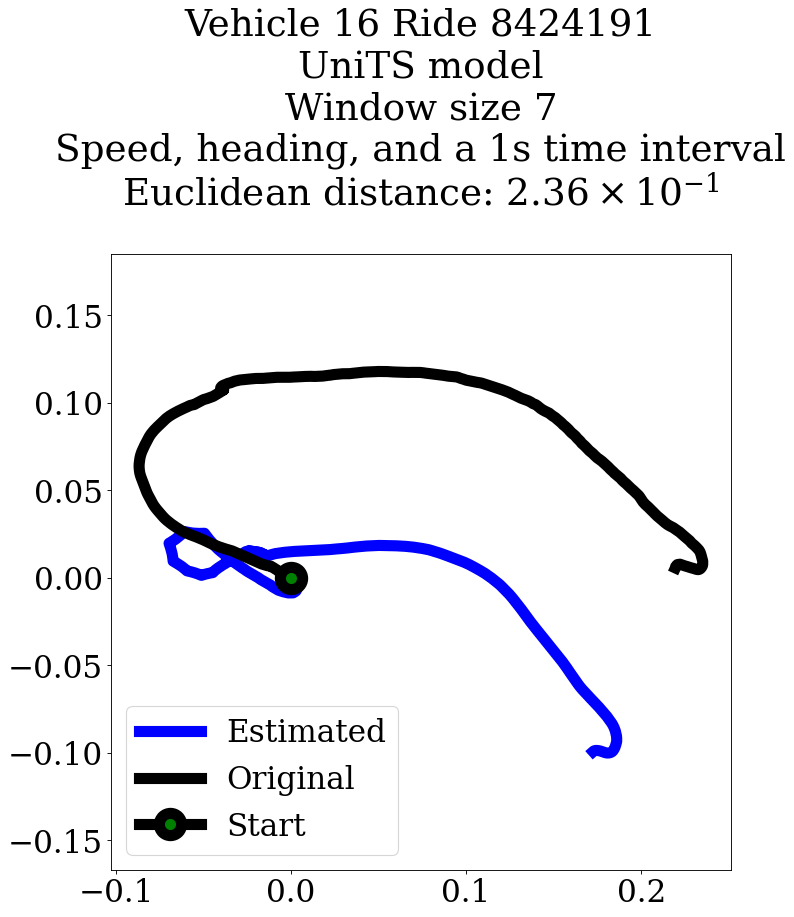 Vehicle 16 Ride 8424191
UniTS model
Window size 7
Speed, heading, and a 1s time interval
Euclidean distance: 2.36 × 10⁻¹
0.15
0.10
0.05
0.00
−0.05
−0.10
−0.15
Estimated
Original
Start
−0.1
0.0
0.1
0.2